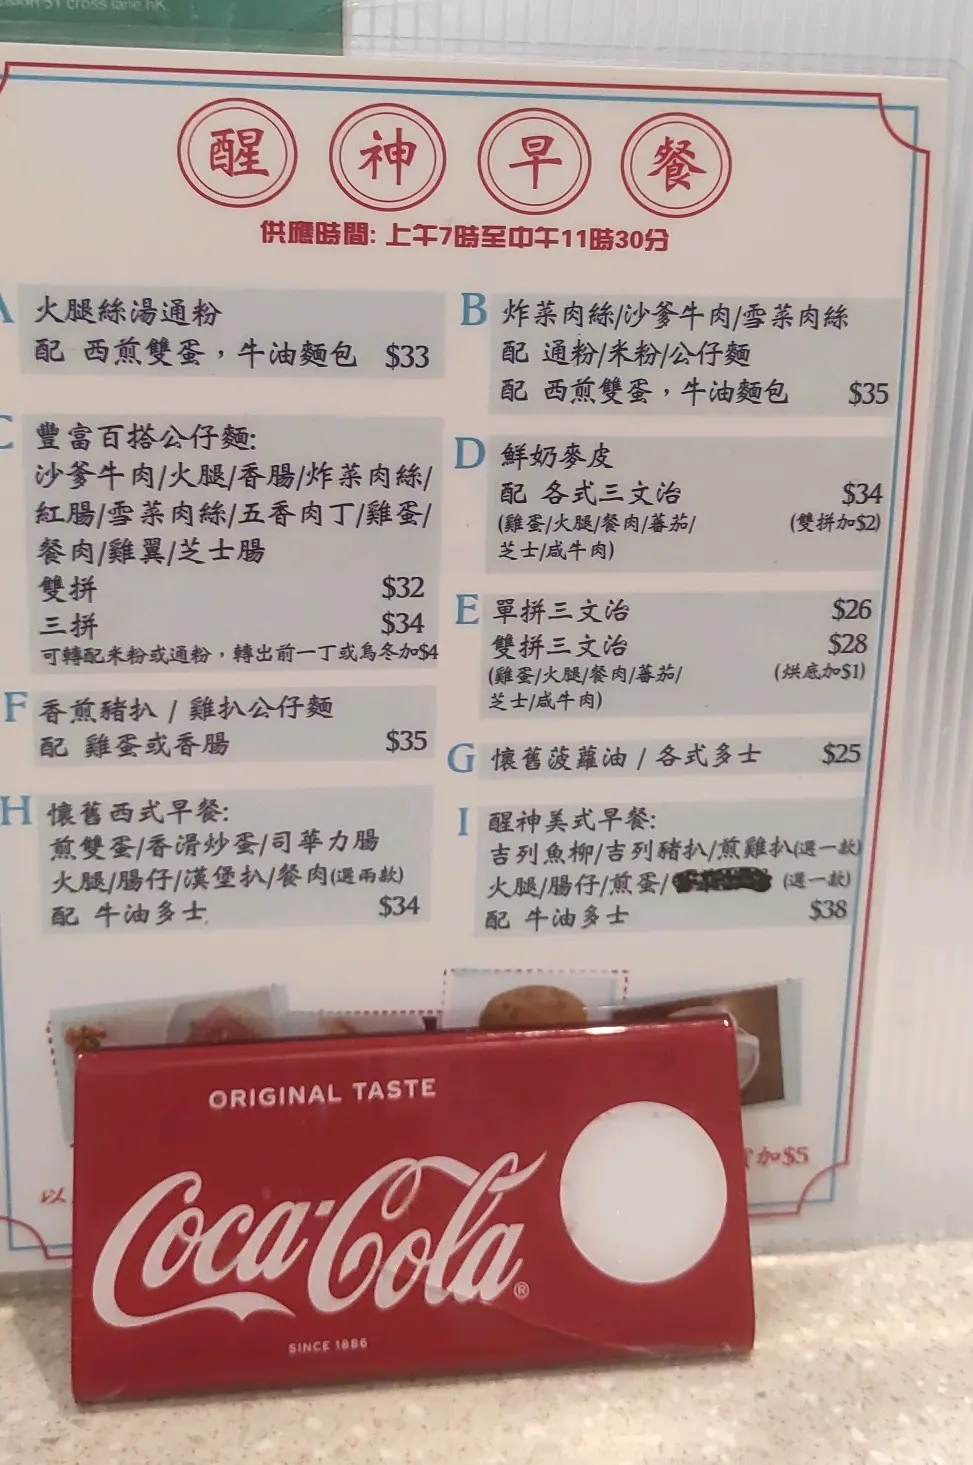 cross lane hk
醒神早餐
供應時間: 上午7時至中午11時30分
A 火腿絲湯通粉
配 西煎雙蛋，牛油麵包 $33
B 炸菜肉絲/沙爹牛肉/雪菜肉絲
配 通粉/米粉/公仔麵
配 西煎雙蛋，牛油麵包 $35
C 豐富百搭公仔麵:
沙爹牛肉/火腿/香腸/炸菜肉絲/
紅腸/雪菜肉絲/五香肉丁/雞蛋/
餐肉/雞翼/芝士腸
雙拼 $32
三拼 $34
可轉配米粉或通粉，轉出前一丁或烏冬加$4
D 鮮奶麥皮
配 各式三文治 $34
(雞蛋/火腿/餐肉/蕃茄/ (雙拼加$2)
芝士/咸牛肉)
E 單拼三文治 $26
雙拼三文治 $28
(雞蛋/火腿/餐肉/蕃茄/ (烘底加$1)
芝士/咸牛肉)
F 香煎豬扒 / 雞扒公仔麵
配 雞蛋或香腸 $35
G 懷舊菠蘿油 / 各式多士 $25
H 懷舊西式早餐:
煎雙蛋/香滑炒蛋/司華力腸
火腿/腸仔/漢堡扒/餐肉(選兩款)
配 牛油多士 $34
I 醒神美式早餐:
吉列魚柳/吉列豬扒/煎雞扒(選一款)
火腿/腸仔/煎蛋/ (選一款)
配 牛油多士 $38
以
加$5
ORIGINAL TASTE
Coca-Cola®
SINCE 1886